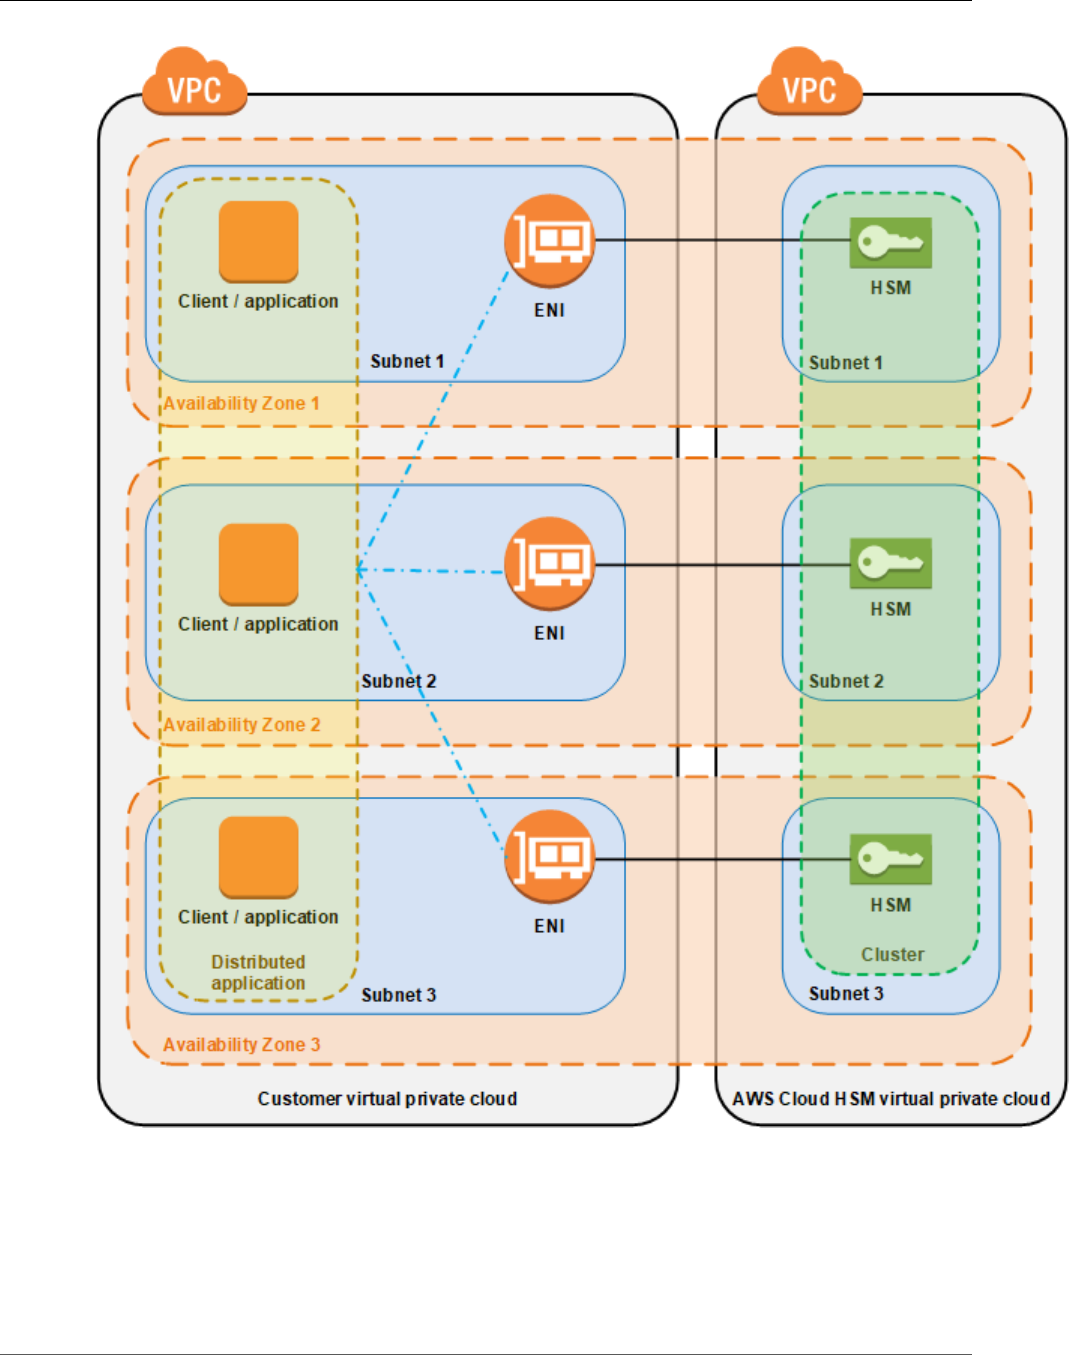 VPC
VPC
Client / application
ENI
HSM
Subnet 1
Subnet 1
Availability Zone 1
Client / application
ENI
HSM
Subnet 2
Subnet 2
Availability Zone 2
Client / application
ENI
HSM
Distributed
application
Cluster
Subnet 3
Subnet 3
Availability Zone 3
Customer virtual private cloud
AWS Cloud HSM virtual private cloud